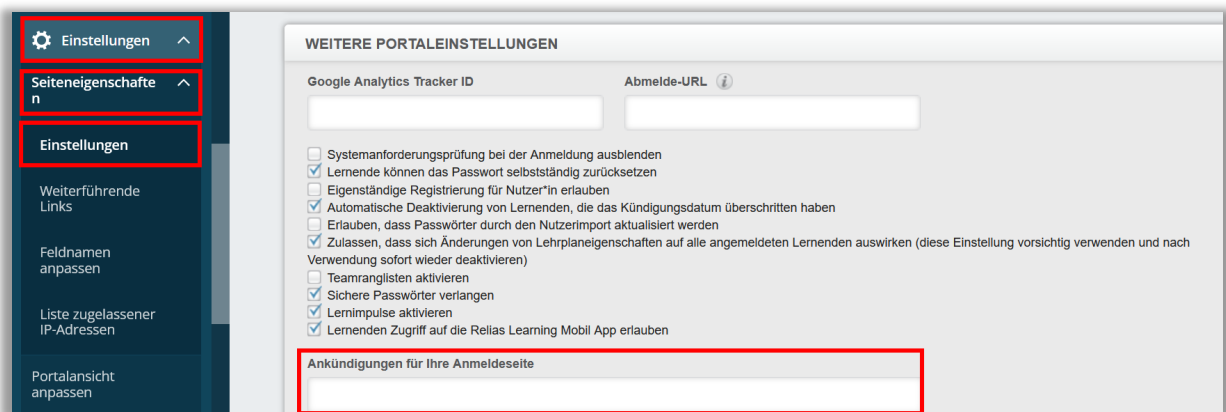 Einstellungen
Seiteneigenschafte
n
Einstellungen
Weiterführende
Links
Feldnamen
anpassen
Liste zugelassener
IP-Adressen
Portalansicht
anpassen
WEITERE PORTALEINSTELLUNGEN
Google Analytics Tracker ID
Abmelde-URL i
Systemanforderungsprüfung bei der Anmeldung ausblenden
Lernende können das Passwort selbstständig zurücksetzen
Eigenständige Registrierung für Nutzer*in erlauben
Automatische Deaktivierung von Lernenden, die das Kündigungsdatum überschritten haben
Erlauben, dass Passwörter durch den Nutzerimport aktualisiert werden
Zulassen, dass sich Änderungen von Lehrplaneigenschaften auf alle angemeldeten Lernenden auswirken (diese Einstellung vorsichtig verwenden und nach
Verwendung sofort wieder deaktivieren)
Teamranglisten aktivieren
Sichere Passwörter verlangen
Lernimpulse aktivieren
Lernenden Zugriff auf die Relias Learning Mobil App erlauben
Ankündigungen für Ihre Anmeldeseite